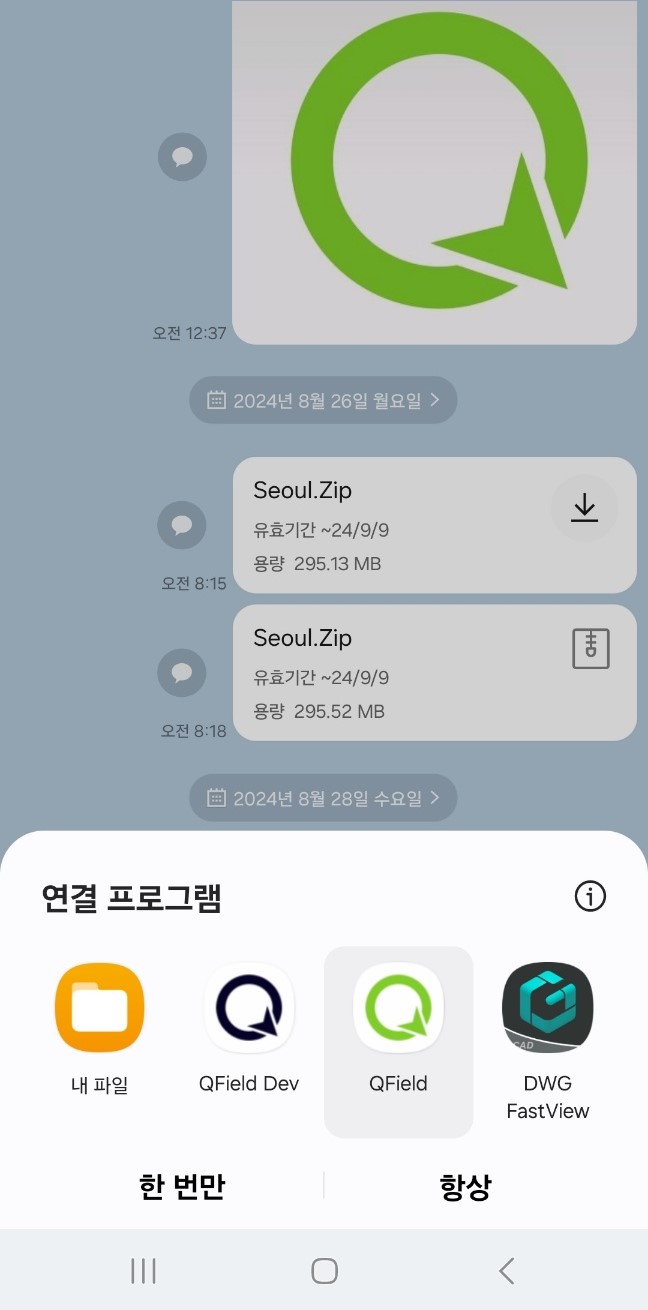 오전 12:37
2024년 8월 26일 월요일
Seoul.Zip
유효기간 ~24/9/9
용량 295.13 MB
오전 8:15
Seoul.Zip
유효기간 ~24/9/9
용량 295.52 MB
오전 8:18
2024년 8월 28일 수요일
연결 프로그램
내 파일
QField Dev
QField
CAD
DWG
FastView
한 번만
항상